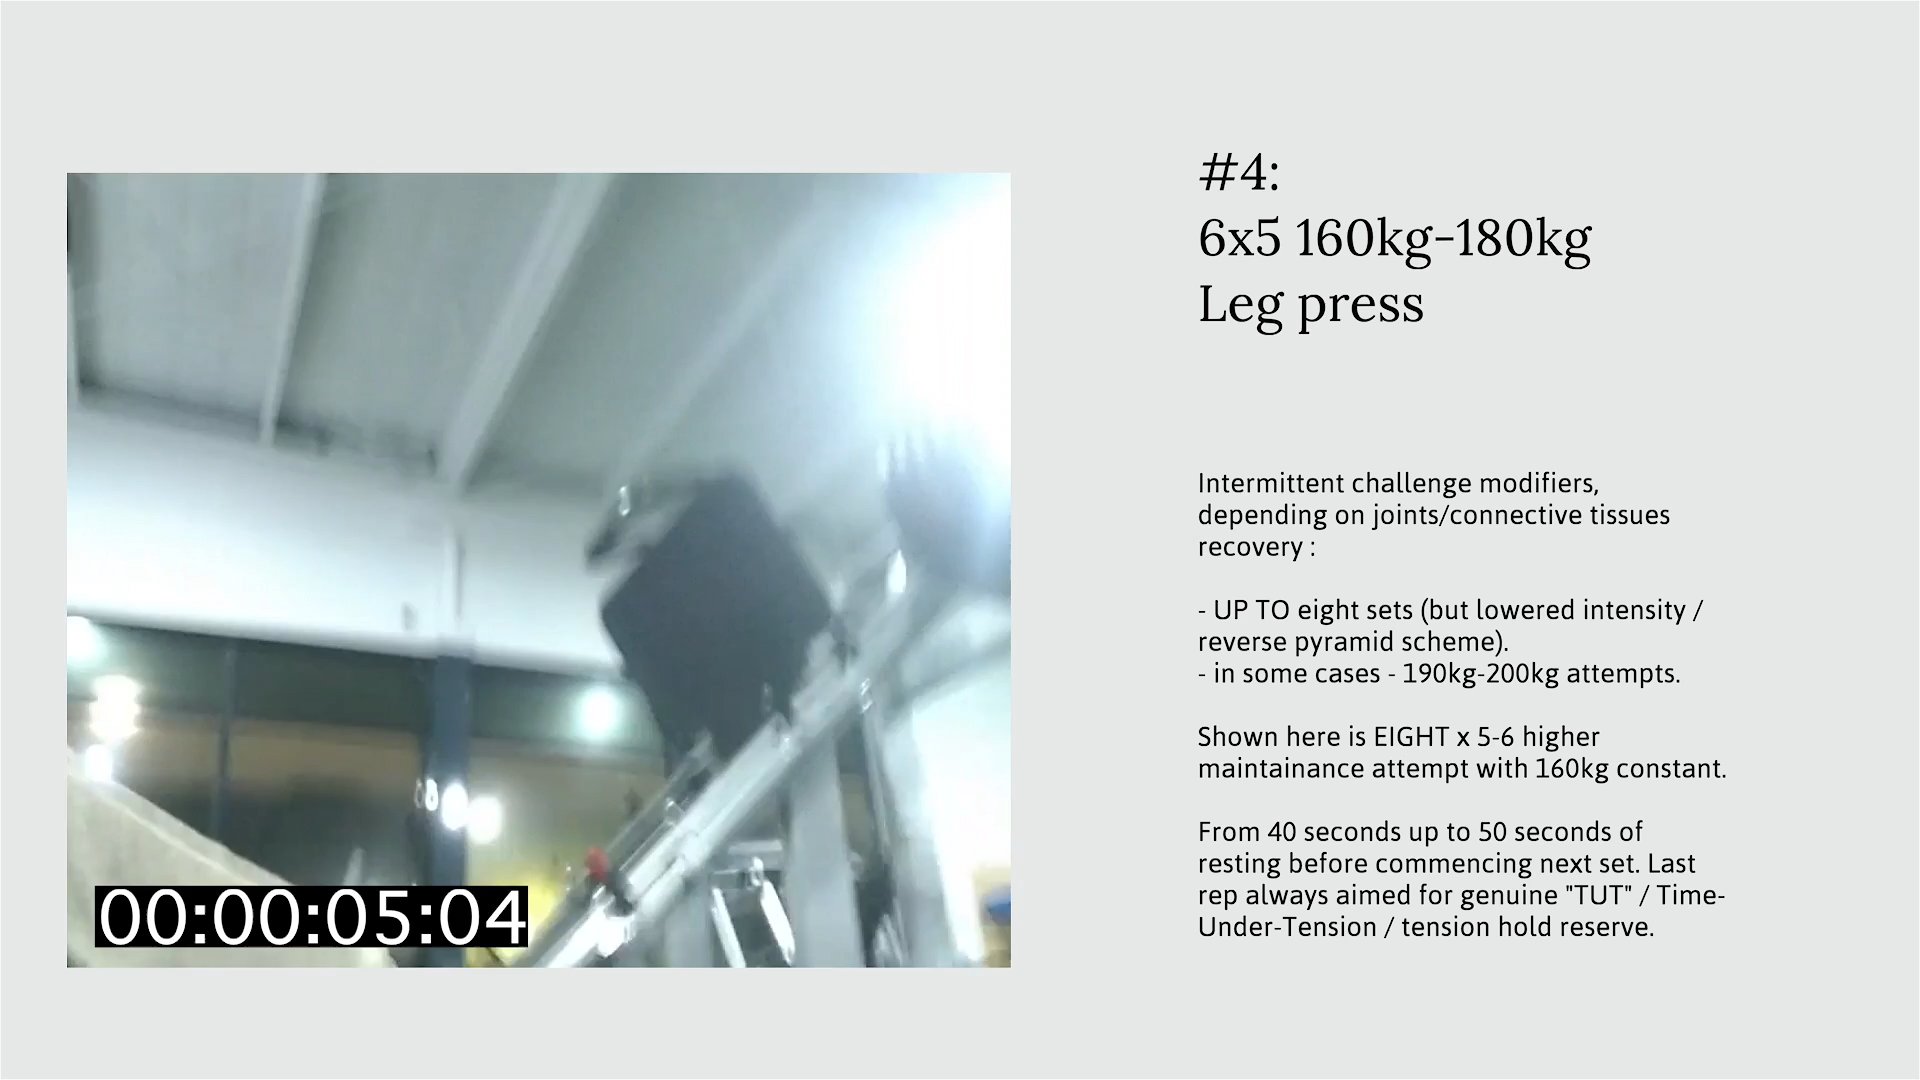 #4:
6x5 160kg-180kg
Leg press
Intermittent challenge modifiers,
depending on joints/connective tissues
recovery :
- UP TO eight sets (but lowered intensity /
reverse pyramid scheme).
- in some cases - 190kg-200kg attempts.
Shown here is EIGHT x 5-6 higher
maintainance attempt with 160kg constant.
From 40 seconds up to 50 seconds of
resting before commencing next set. Last
rep always aimed for genuine "TUT" / Time-
Under-Tension / tension hold reserve.
00:00:05:04